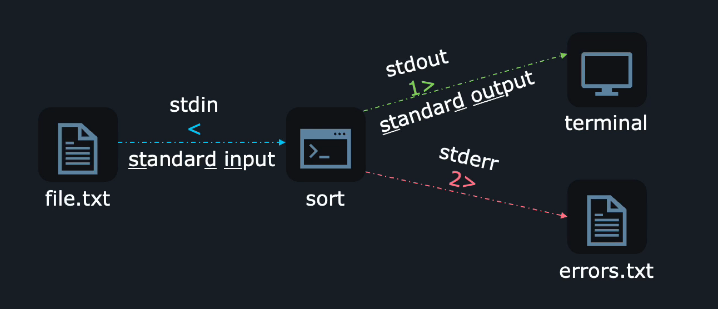 stdin
<
standard input
file.txt
sort
stdout
1>
standard output
terminal
stderr
2>
errors.txt
>_